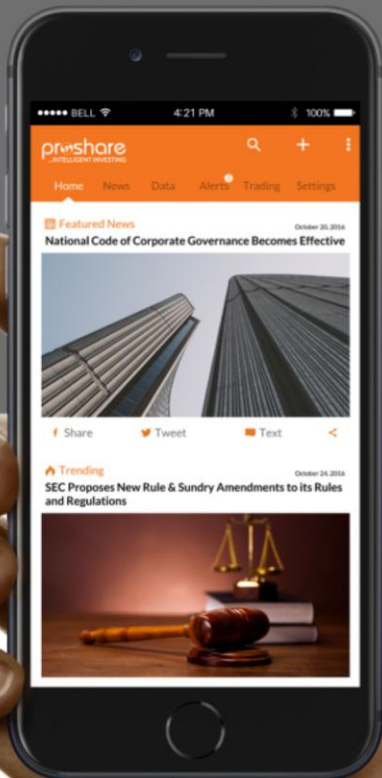 BELL
4:21 PM
100%
proshare
...INTELLIGENT INVESTING
Home News Data Alerts Trading Settings
Featured News
October 20, 2016
National Code of Corporate Governance Becomes Effective
Share Tweet Text
Trending
October 24, 2016
SEC Proposes New Rule & Sundry Amendments to its Rules
and Regulations